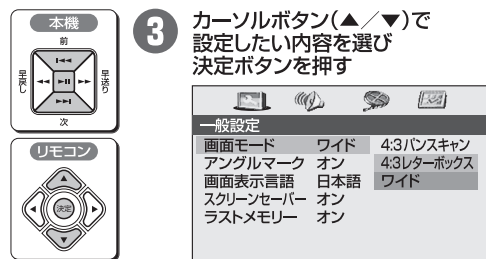 本機
前
早戻し
早送り
次
リモコン
決定
3
カーソルボタン(▲／▼)で
設定したい内容を選び
決定ボタンを押す
一般設定
画面モード ワイド 4:3パンスキャン
アングルマーク オン 4:3レターボックス
画面表示言語 日本語 ワイド
スクリーンセーバー オン
ラストメモリー オン